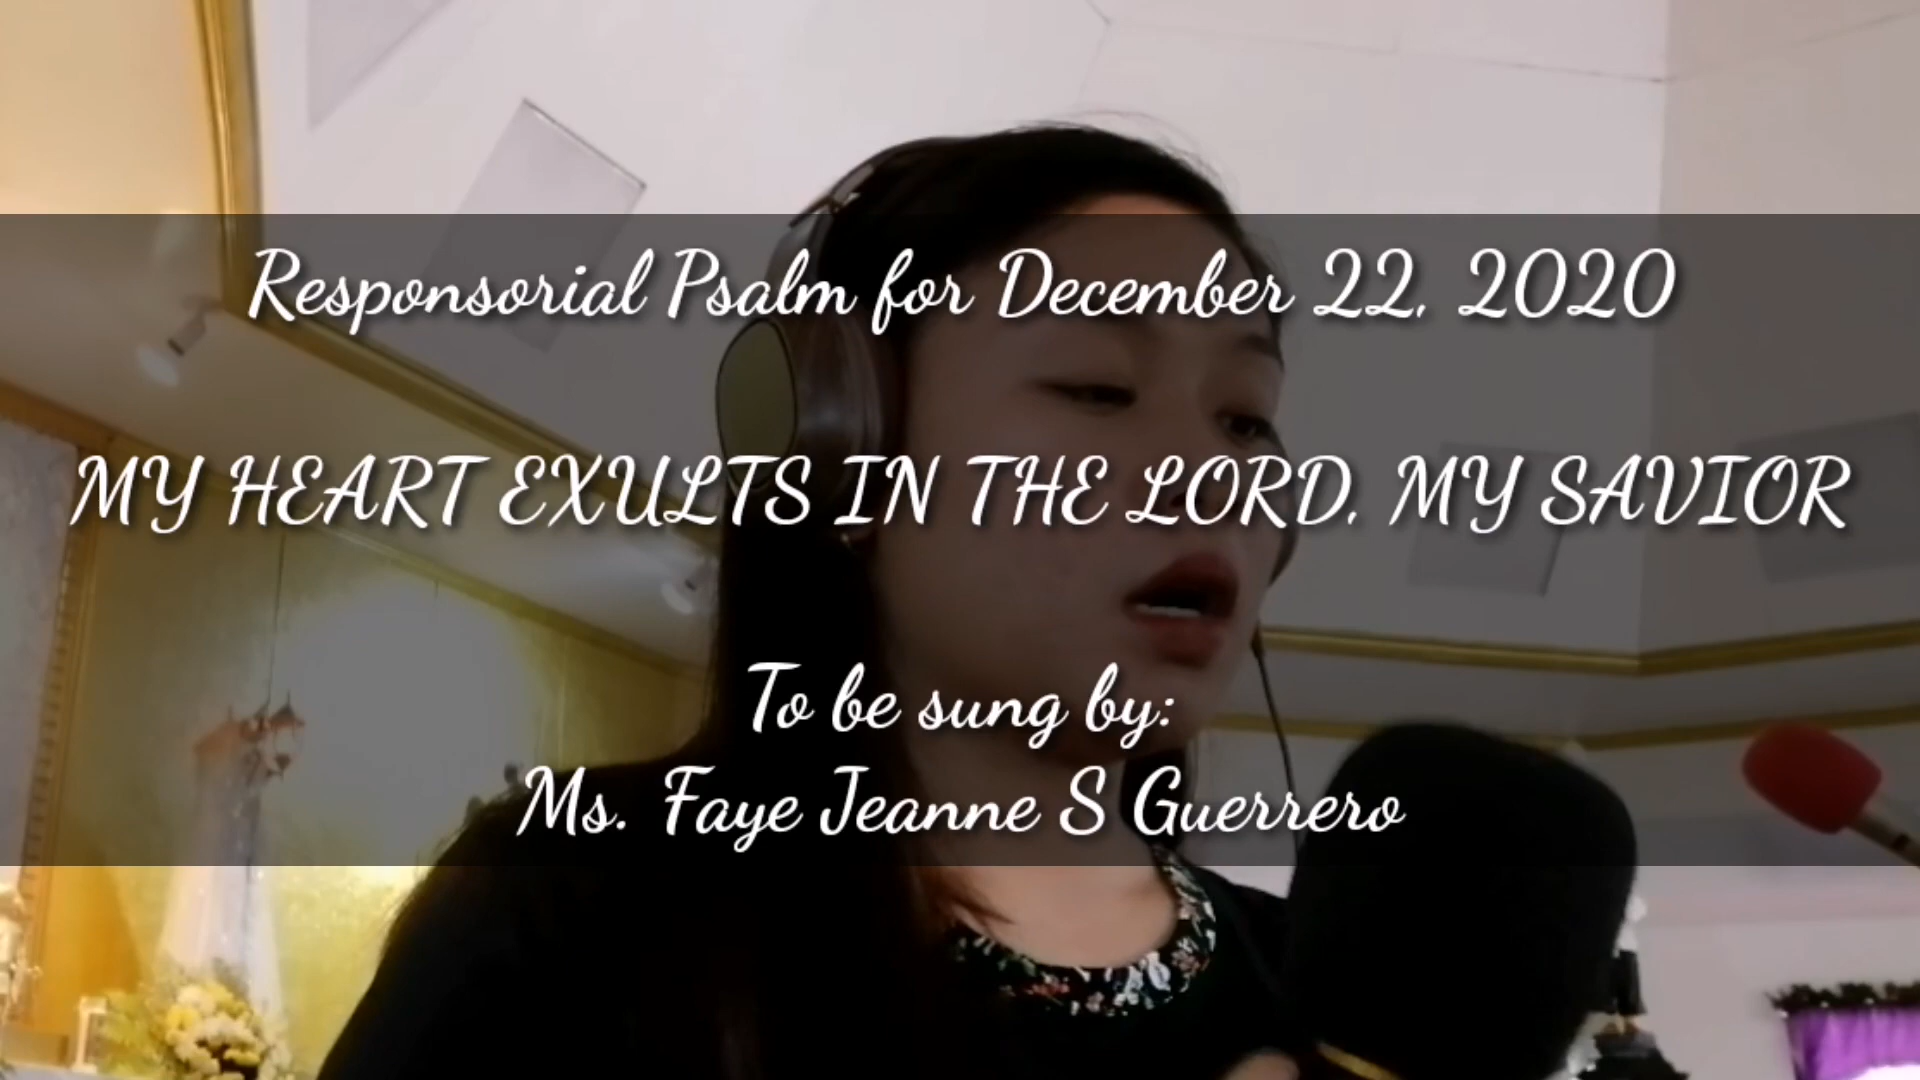 Responsorial Psalm for December 22, 2020
MY HEART EXULTS IN THE LORD, MY SAVIOR
To be sung by:
Ms. Faye Jeanne S Guerrero